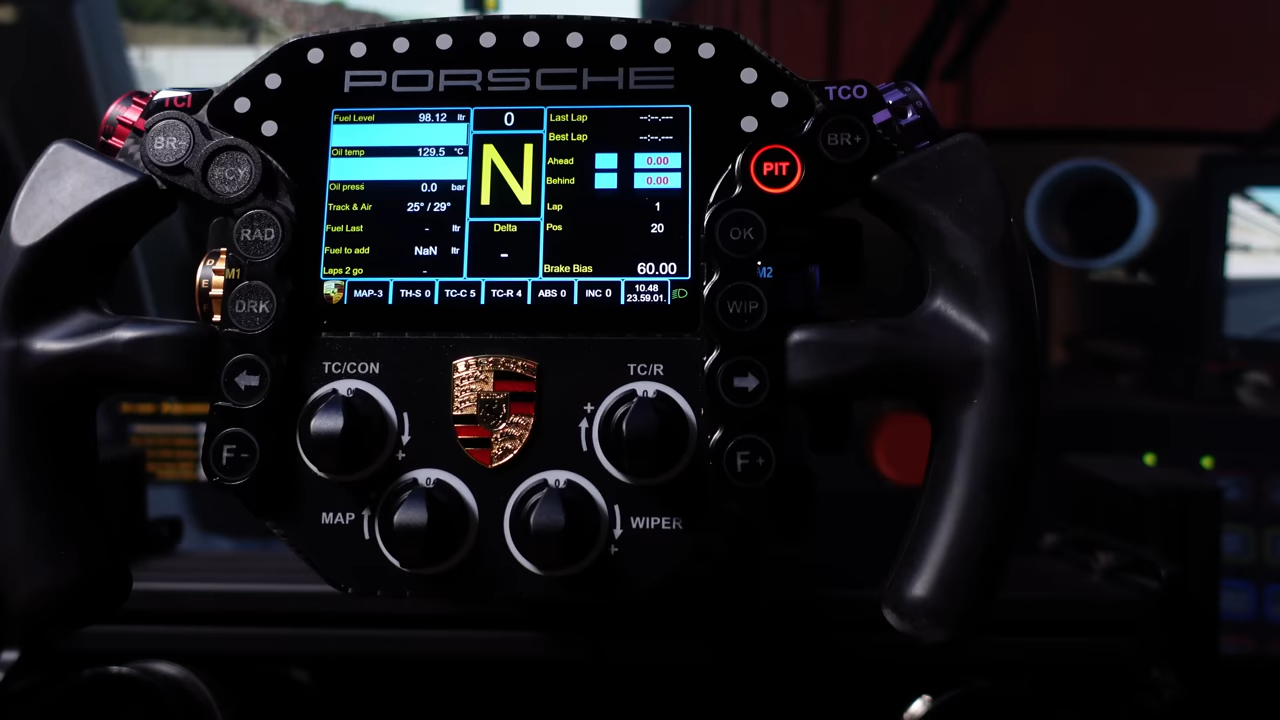 PORSCHE
TCI
TCO
BR-
BR+
FCY
PIT
RAD
OK
M1
M2
DRK
WIP
F-
F+
Fuel Level 98.12 ltr
Oil temp 129.5 °C
Oil press 0.0 bar
Track & Air 25° / 29°
Fuel Last - ltr
Fuel to add NaN ltr
Laps 2 go -
0
N
Delta
-
Last Lap --:--.---
Best Lap --:--.---
Ahead 0.00
Behind 0.00
Lap 1
Pos 20
Brake Bias 60.00
MAP-3 TH-S 0 TC-C 5 TC-R 4 ABS 0 INC 0 10.48
23.59.01.
TC/CON
TC/R
+
+
MAP
WIPER
+